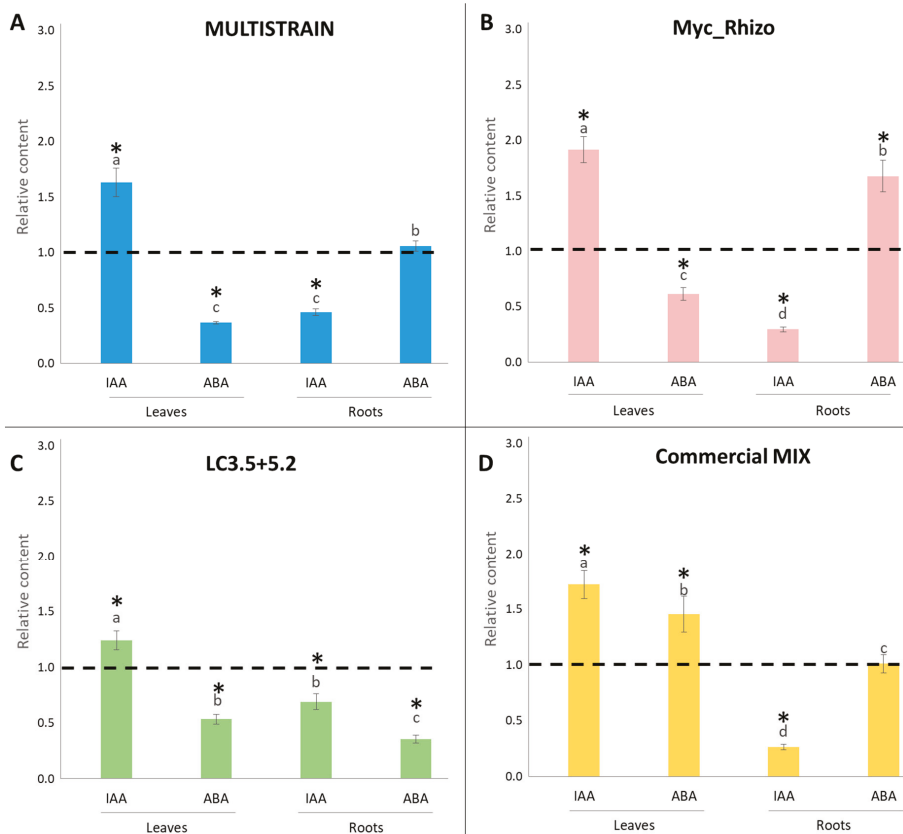 A
MULTISTRAIN
Relative content
3.0
2.5
2.0
1.5
1.0
0.5
0.0
*
a
*
c
*
c
b
IAA ABA IAA ABA
Leaves Roots
B
Myc_Rhizo
Relative content
3.0
2.5
2.0
1.5
1.0
0.5
0.0
*
a
*
c
*
d
*
b
IAA ABA IAA ABA
Leaves Roots
C
LC3.5+5.2
Relative content
3.0
2.5
2.0
1.5
1.0
0.5
0.0
*
a
*
b
*
b
*
c
IAA ABA IAA ABA
Leaves Roots
D
Commercial MIX
Relative content
3.0
2.5
2.0
1.5
1.0
0.5
0.0
*
a
*
b
*
d
c
IAA ABA IAA ABA
Leaves Roots